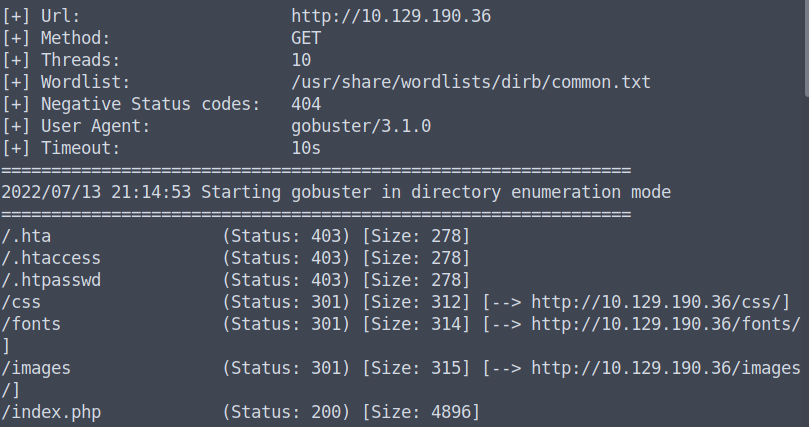 [+] Url:                     http://10.129.190.36
[+] Method:                  GET
[+] Threads:                 10
[+] Wordlist:                /usr/share/wordlists/dirb/common.txt
[+] Negative Status codes:   404
[+] User Agent:              gobuster/3.1.0
[+] Timeout:                 10s
===============================================================
2022/07/13 21:14:53 Starting gobuster in directory enumeration mode
===============================================================
/.hta                 (Status: 403) [Size: 278]
/.htaccess            (Status: 403) [Size: 278]
/.htpasswd            (Status: 403) [Size: 278]
/css                  (Status: 301) [Size: 312] [--> http://10.129.190.36/css/]
/fonts                (Status: 301) [Size: 314] [--> http://10.129.190.36/fonts/
]
/images               (Status: 301) [Size: 315] [--> http://10.129.190.36/images
/]
/index.php            (Status: 200) [Size: 4896]